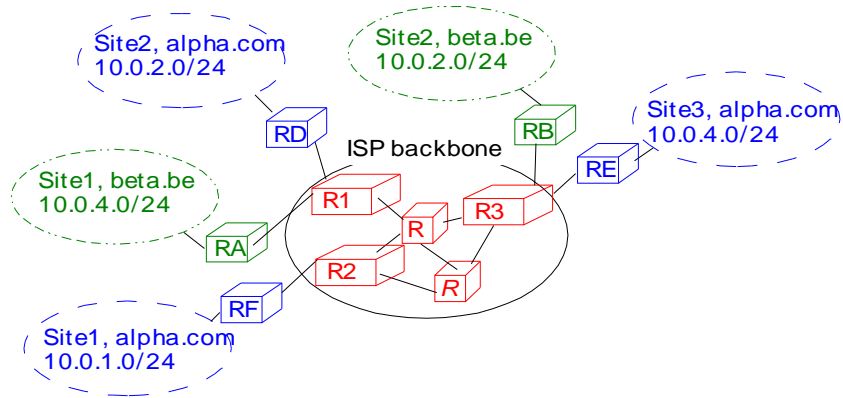 Site2, alpha.com
10.0.2.0/24
Site2, beta.be
10.0.2.0/24
Site3, alpha.com
10.0.4.0/24
RD
RB
ISP backbone
RE
Site1, beta.be
10.0.4.0/24
R1
R3
R
RA
R2
R
RF
Site1, alpha.com
10.0.1.0/24